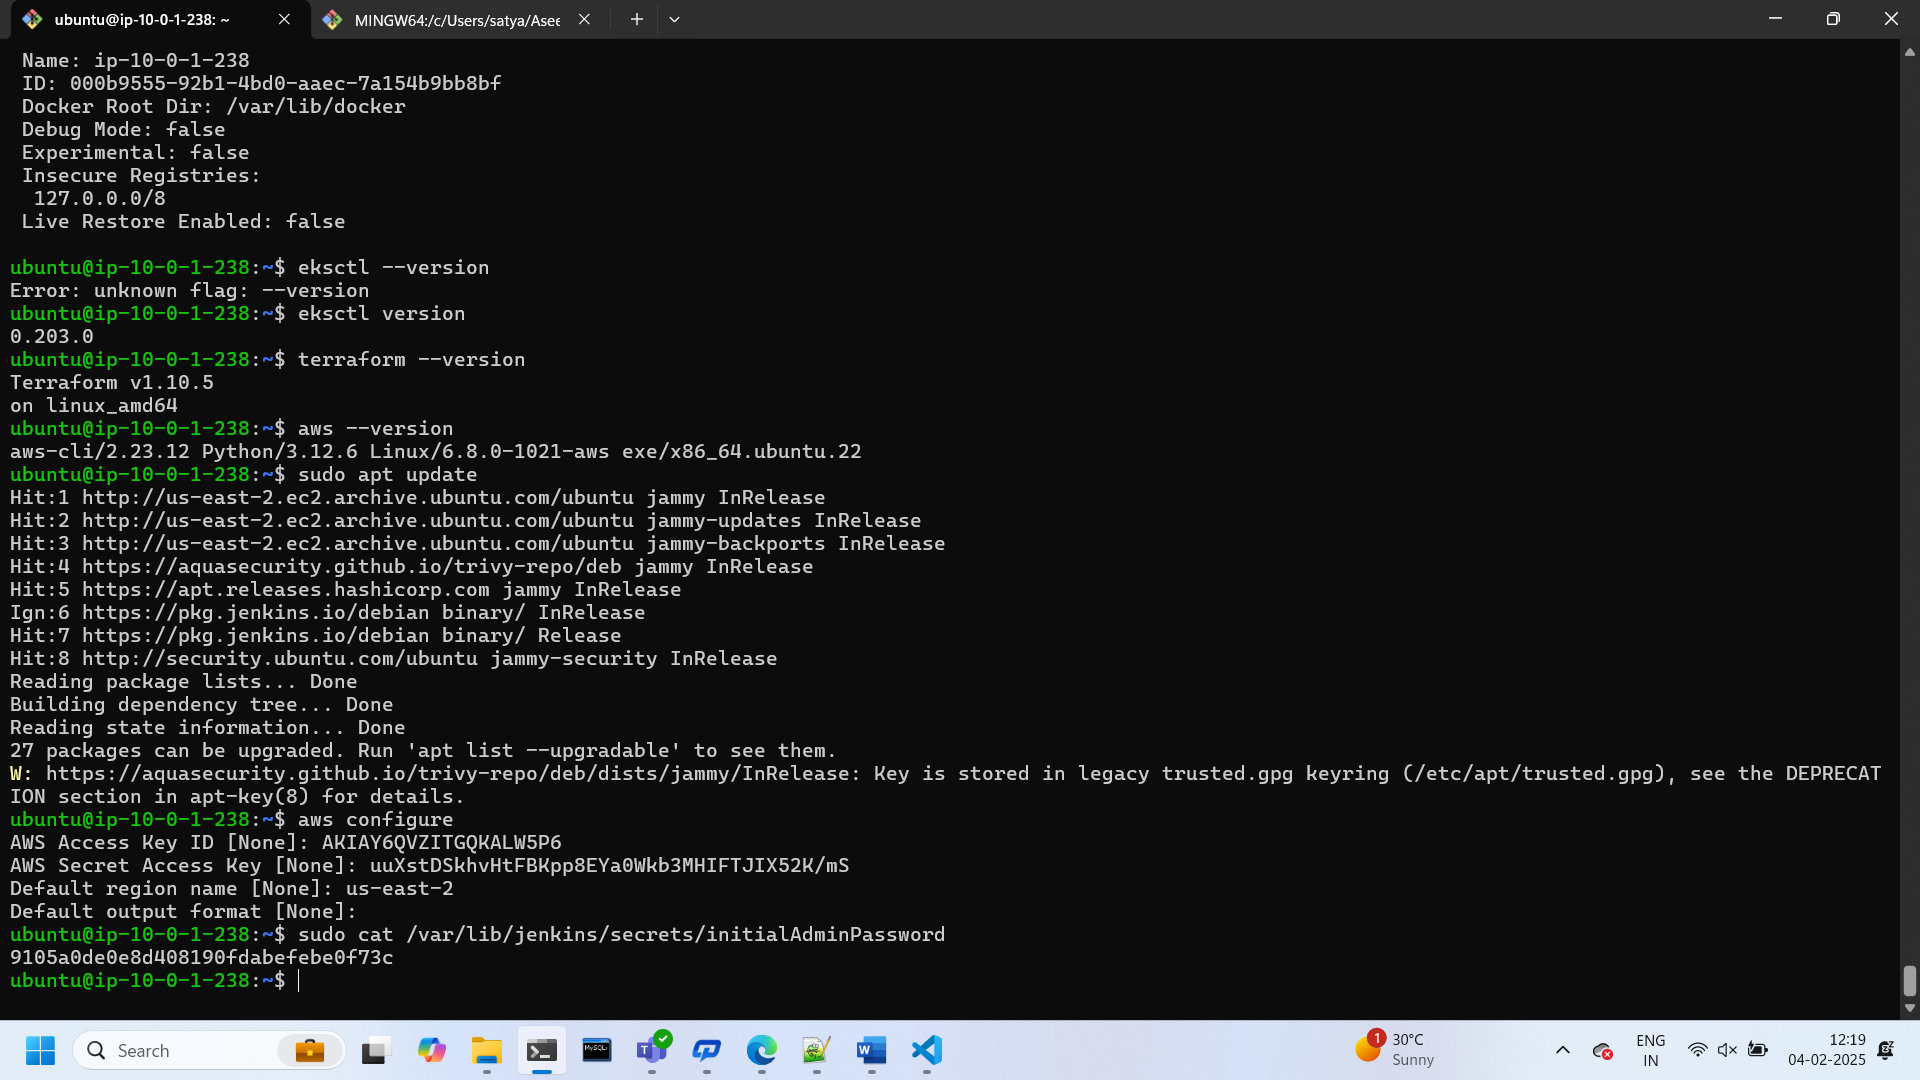 ubuntu@ip-10-0-1-238: ~
MINGW64:/c/Users/satya/Asee
Name: ip-10-0-1-238
ID: 000b9555-92b1-4bd0-aaec-7a154b9bb8bf
Docker Root Dir: /var/lib/docker
Debug Mode: false
Experimental: false
Insecure Registries:
127.0.0.0/8
Live Restore Enabled: false
ubuntu@ip-10-0-1-238:~$ eksctl --version
Error: unknown flag: --version
ubuntu@ip-10-0-1-238:~$ eksctl version
0.203.0
ubuntu@ip-10-0-1-238:~$ terraform --version
Terraform v1.10.5
on linux_amd64
ubuntu@ip-10-0-1-238:~$ aws --version
aws-cli/2.23.12 Python/3.12.6 Linux/6.8.0-1021-aws exe/x86_64.ubuntu.22
ubuntu@ip-10-0-1-238:~$ sudo apt update
Hit:1 http://us-east-2.ec2.archive.ubuntu.com/ubuntu jammy InRelease
Hit:2 http://us-east-2.ec2.archive.ubuntu.com/ubuntu jammy-updates InRelease
Hit:3 http://us-east-2.ec2.archive.ubuntu.com/ubuntu jammy-backports InRelease
Hit:4 https://aquasecurity.github.io/trivy-repo/deb jammy InRelease
Hit:5 https://apt.releases.hashicorp.com jammy InRelease
Ign:6 https://pkg.jenkins.io/debian binary/ InRelease
Hit:7 https://pkg.jenkins.io/debian binary/ Release
Hit:8 http://security.ubuntu.com/ubuntu jammy-security InRelease
Reading package lists... Done
Building dependency tree... Done
Reading state information... Done
27 packages can be upgraded. Run 'apt list --upgradable' to see them.
W: https://aquasecurity.github.io/trivy-repo/deb/dists/jammy/InRelease: Key is stored in legacy trusted.gpg keyring (/etc/apt/trusted.gpg), see the DEPRECAT
ION section in apt-key(8) for details.
ubuntu@ip-10-0-1-238:~$ aws configure
AWS Access Key ID [None]: AKIAY6QVZITGQKALW5P6
AWS Secret Access Key [None]: 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
Default region name [None]: us-east-2
Default output format [None]:
ubuntu@ip-10-0-1-238:~$ sudo cat /var/lib/jenkins/secrets/initialAdminPassword
9105a0de0e8d408190fdabefebe0f73c
ubuntu@ip-10-0-1-238:~$
Search
MySQL
T
W
1
30°C
Sunny
ENG
IN
12:19
04-02-2025